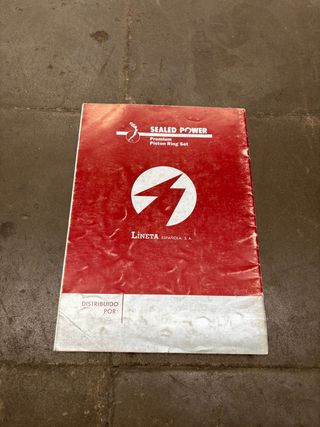 SEALED POWER
Premium
Piston Ring Set
LINETA ESPAÑOLA, S. A.
DISTRIBUIDO
POR: